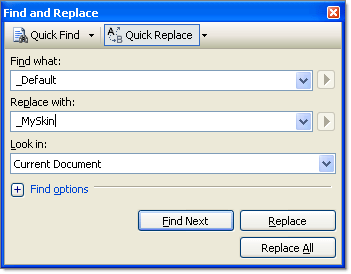 Find and Replace
Quick Find
Quick Replace
Find what:
_Default
Replace with:
_MySkin
Look in:
Current Document
Find options
Find Next
Replace
Replace All